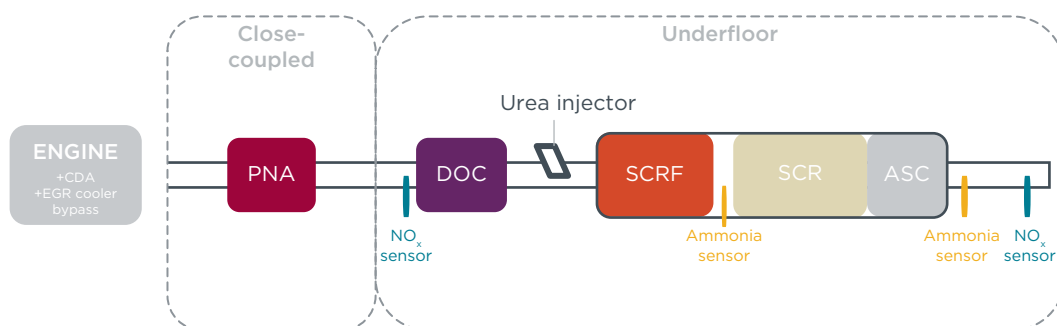 Close-
coupled
Underfloor
Urea injector
ENGINE
+CDA
+EGR cooler
bypass
PNA
DOC
SCRF
SCR
ASC
NOx
sensor
Ammonia
sensor
Ammonia
sensor
NOx
sensor